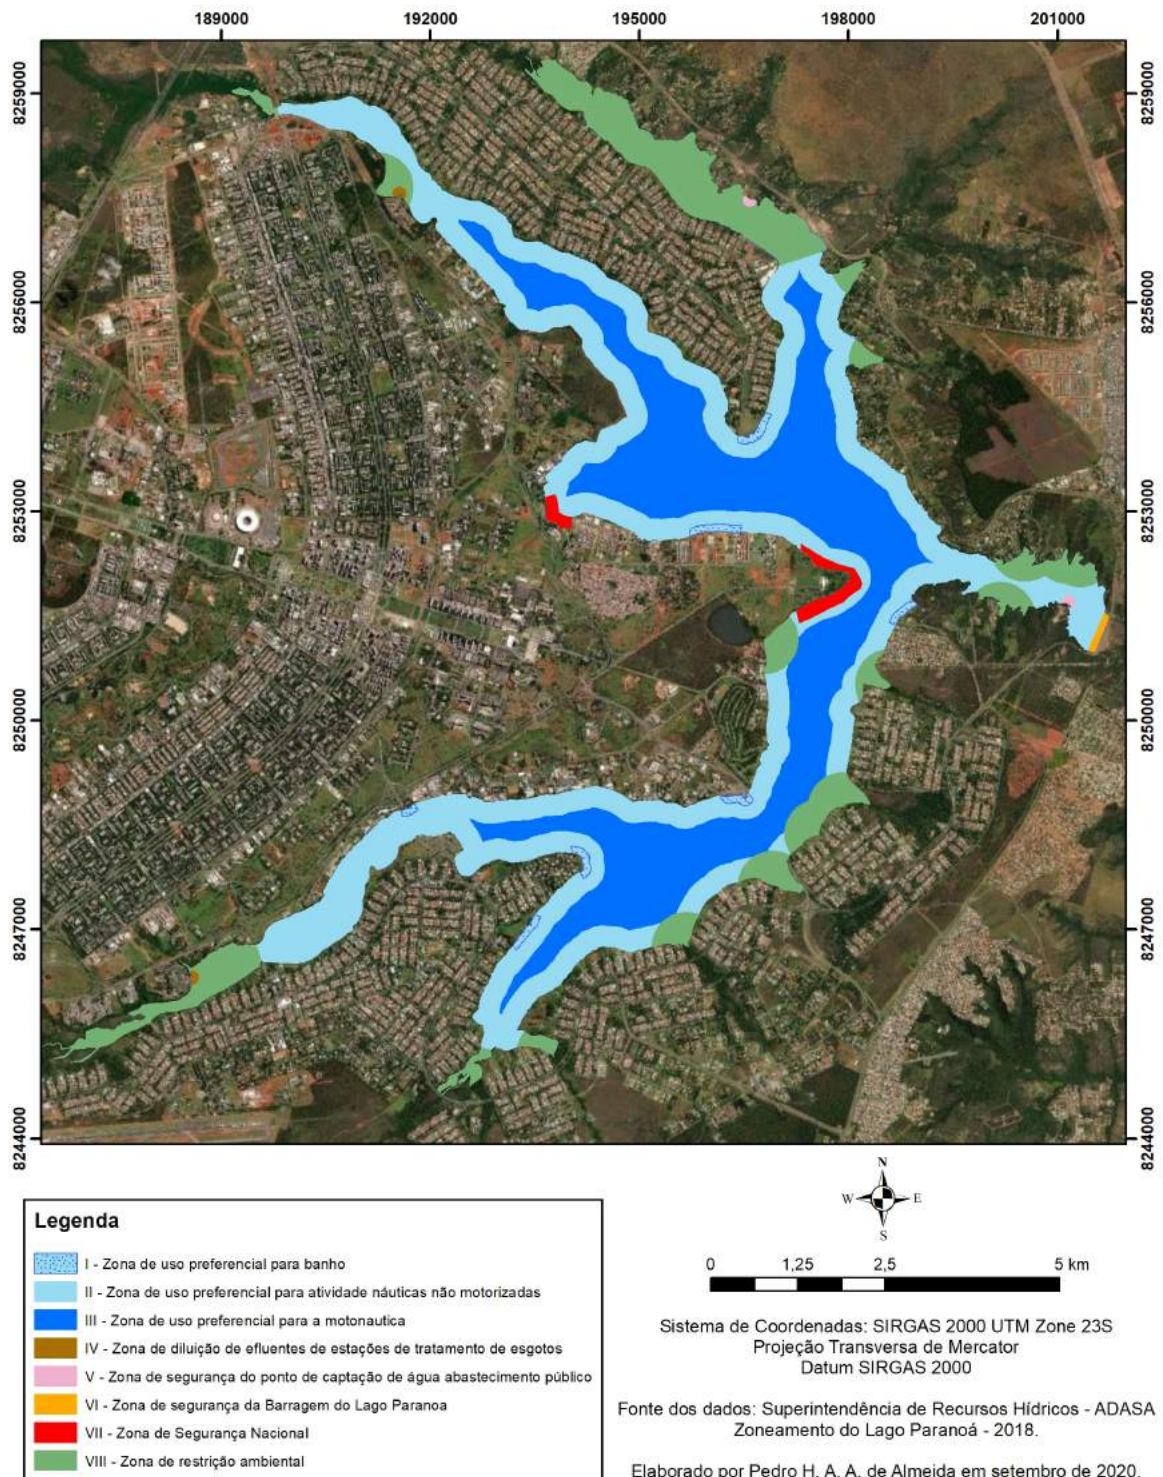 189000 192000 195000 198000 201000
8259000 8259000
8256000 8256000
8253000 8253000
8250000 8250000
8247000 8247000
8244000 8244000
N
W E
S
Legenda
I - Zona de uso preferencial para banho
II - Zona de uso preferencial para atividade náuticas não motorizadas
III - Zona de uso preferencial para a motonautica
IV - Zona de diluição de efluentes de estações de tratamento de esgotos
V - Zona de segurança do ponto de captação de água abastecimento público
VI - Zona de segurança da Barragem do Lago Paranoa
VII - Zona de Segurança Nacional
VIII - Zona de restrição ambiental
0 1,25 2,5 5 km
Sistema de Coordenadas: SIRGAS 2000 UTM Zone 23S
Projeção Transversa de Mercator
Datum SIRGAS 2000
Fonte dos dados: Superintendência de Recursos Hídricos - ADASA
Zoneamento do Lago Paranoá - 2018.
Elaborado por Pedro H. A. A. de Almeida em setembro de 2020.